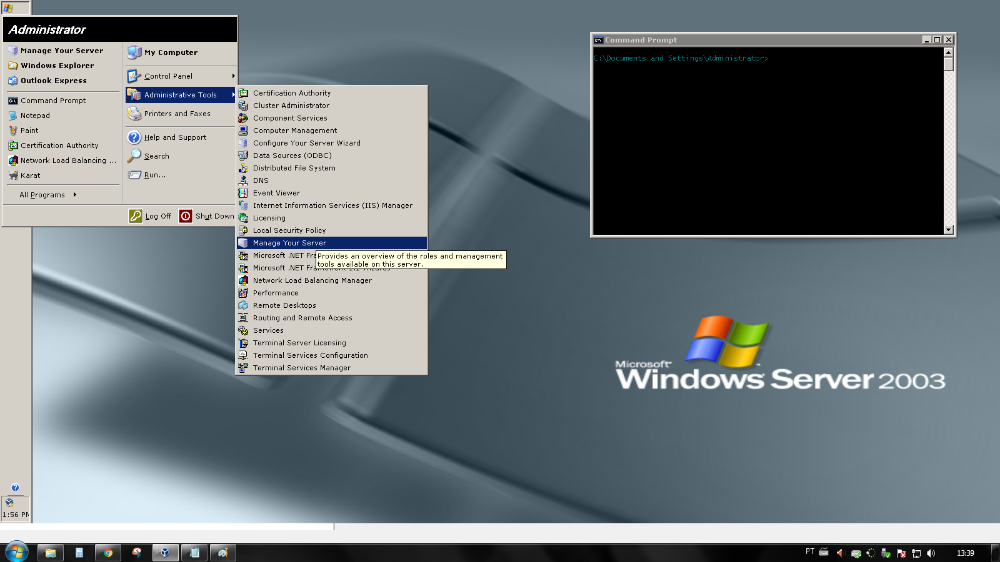 Administrator
Manage Your Server
Windows Explorer
Outlook Express
Command Prompt
Notepad
Paint
Certification Authority
Network Load Balancing ...
Karat
All Programs
My Computer
Control Panel
Administrative Tools
Printers and Faxes
Help and Support
Search
Run...
Log Off
Shut Down
Certification Authority
Cluster Administrator
Component Services
Computer Management
Configure Your Server Wizard
Data Sources (ODBC)
Distributed File System
DNS
Event Viewer
Internet Information Services (IIS) Manager
Licensing
Local Security Policy
Manage Your Server
Microsoft .NET
Provides an overview of the roles and management
tools available on this server.
Microsoft .NET
Network Load Balancing Manager
Performance
Remote Desktops
Routing and Remote Access
Services
Terminal Server Licensing
Terminal Services Configuration
Terminal Services Manager
Command Prompt
C:\Documents and Settings\Administrator>
Microsoft
Windows Server 2003
1:56 PM
PT
13:39